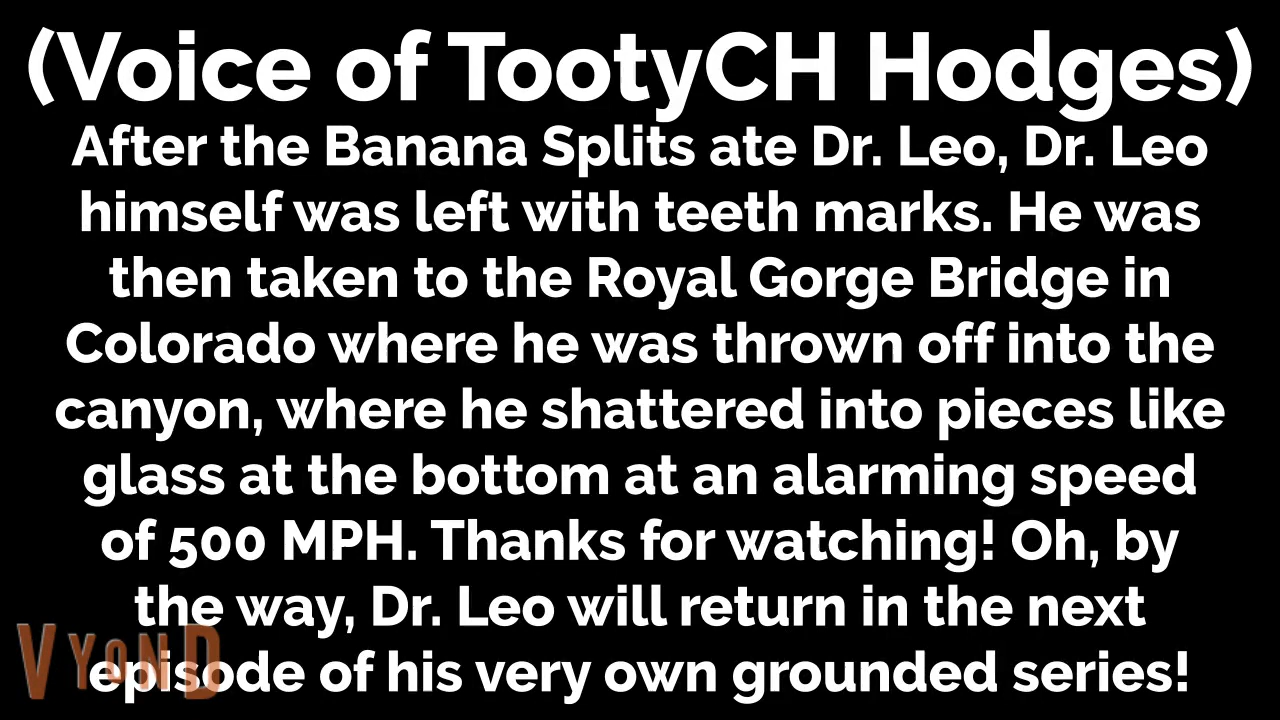 (Voice of TootyCH Hodges)
After the Banana Splits ate Dr. Leo, Dr. Leo
himself was left with teeth marks. He was
then taken to the Royal Gorge Bridge in
Colorado where he was thrown off into the
canyon, where he shattered into pieces like
glass at the bottom at an alarming speed
of 500 MPH. Thanks for watching! Oh, by
the way, Dr. Leo will return in the next
episode of his very own grounded series!
VYOND